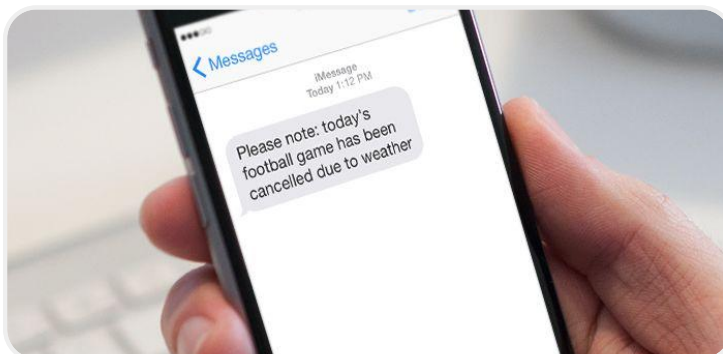 Messages
iMessage
Today 1:12 PM
Please note: today's
football game has been
cancelled due to weather